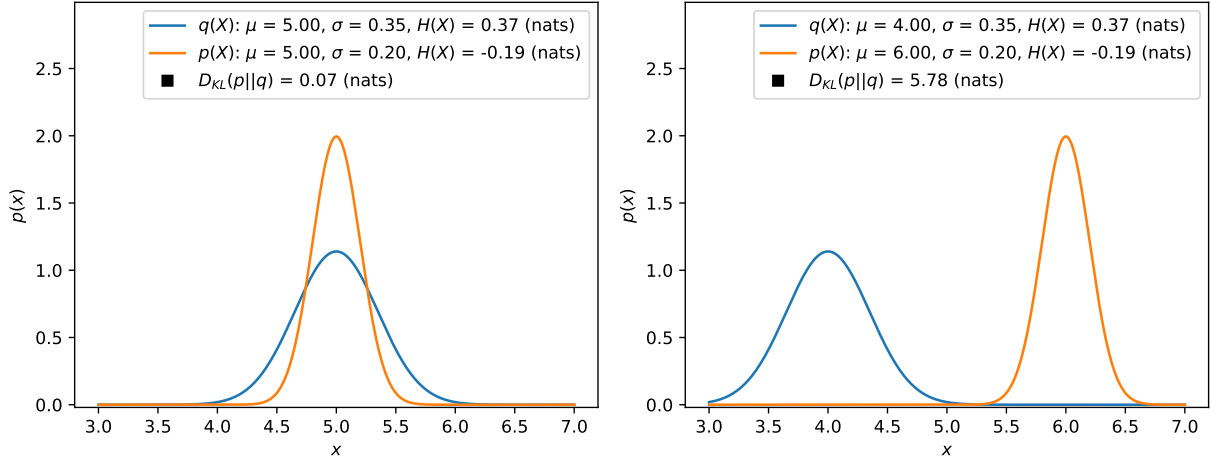 q(X): μ = 5.00, σ = 0.35, H(X) = 0.37 (nats)
p(X): μ = 5.00, σ = 0.20, H(X) = -0.19 (nats)
D_KL(p||q) = 0.07 (nats)
2.5
2.0
1.5
1.0
0.5
0.0
p(x)
3.0 3.5 4.0 4.5 5.0 5.5 6.0 6.5 7.0
x
q(X): μ = 4.00, σ = 0.35, H(X) = 0.37 (nats)
p(X): μ = 6.00, σ = 0.20, H(X) = -0.19 (nats)
D_KL(p||q) = 5.78 (nats)
2.5
2.0
1.5
1.0
0.5
0.0
p(x)
3.0 3.5 4.0 4.5 5.0 5.5 6.0 6.5 7.0
x